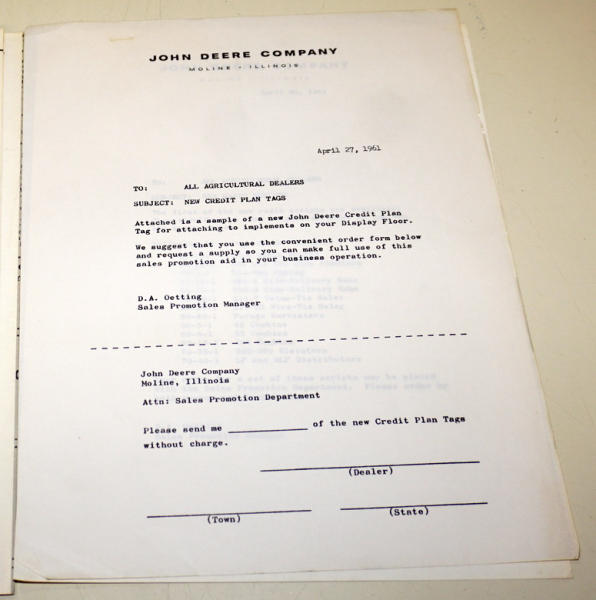 JOHN DEERE COMPANY
MOLINE • ILLINOIS
April 27, 1961
TO: ALL AGRICULTURAL DEALERS
SUBJECT: NEW CREDIT PLAN TAGS
Attached is a sample of a new John Deere Credit Plan
Tag for attaching to implements on your Display Floor.
We suggest that you use the convenient order form below
and request a supply so you can make full use of this
sales promotion aid in your business operation.
D.A. Oetting
Sales Promotion Manager
John Deere Company
Moline, Illinois
Attn: Sales Promotion Department
Please send me ____________ of the new Credit Plan Tags
without charge.
(Dealer)
(Town) (State)